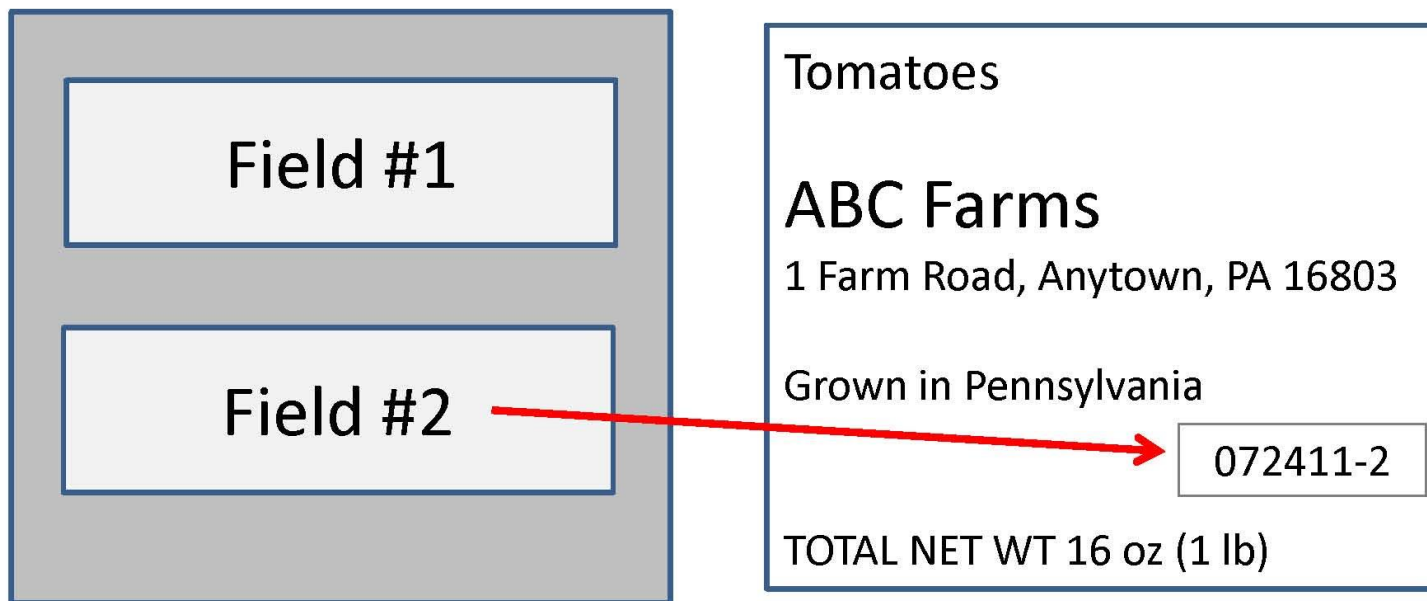 Field #1
Field #2
Tomatoes
ABC Farms
1 Farm Road, Anytown, PA 16803
Grown in Pennsylvania
072411-2
TOTAL NET WT 16 oz (1 lb)